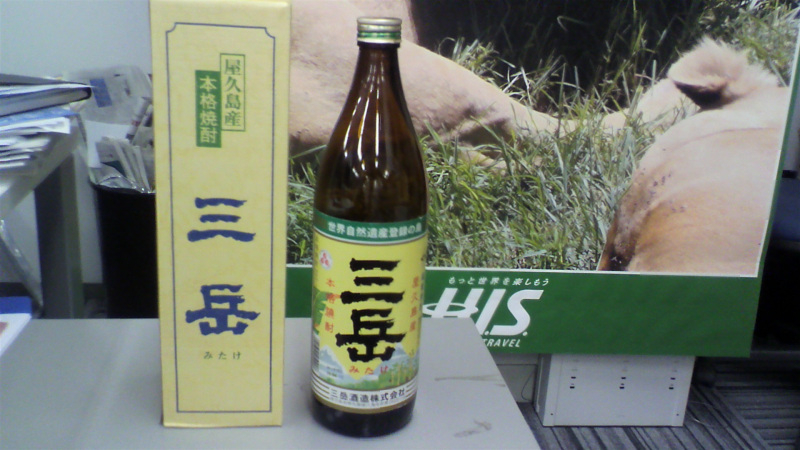 屋久島産
本格焼酎
三岳
みたけ
世界自然遺産登録の島
三岳
屋久島産
本格焼酎
みたけ
三岳酒造株式会社
もっと世界を楽しもう
H.I.S.
TRAVEL